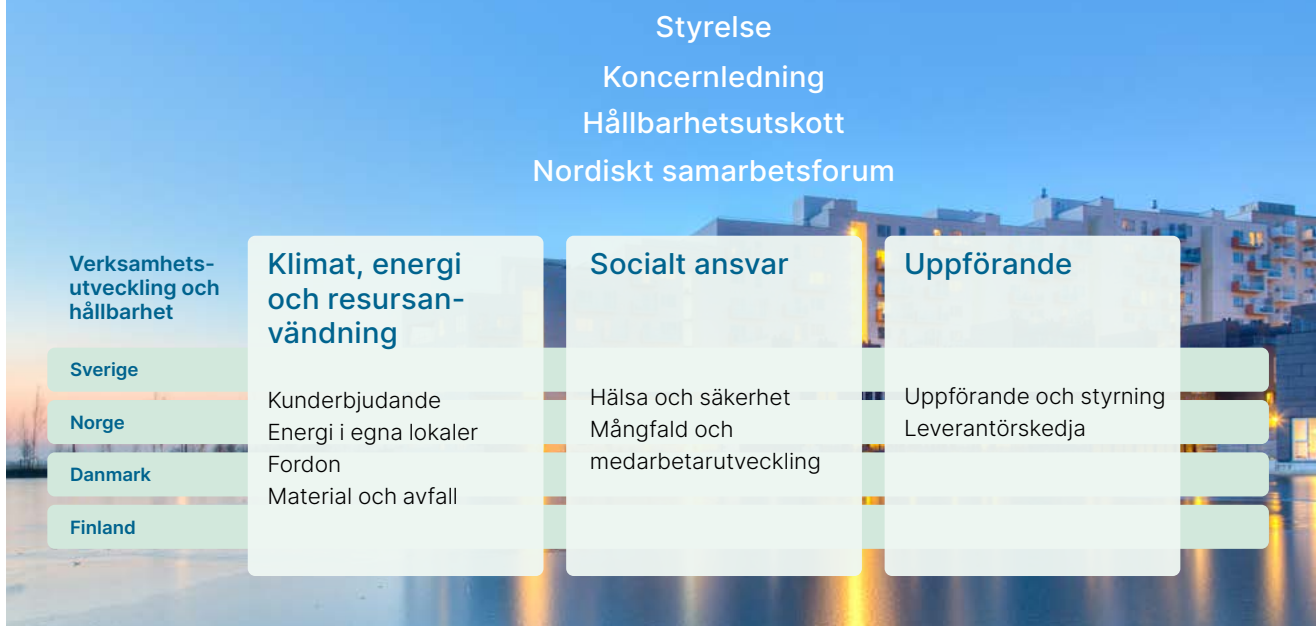 Styrelse
Koncernledning
Hållbarhetsutskott
Nordiskt samarbetsforum
Verksamhets-
utveckling och
hållbarhet
Klimat, energi
och resursan-
vändning
Socialt ansvar
Uppförande
Sverige
Norge
Danmark
Finland
Kunderbjudande
Energi i egna lokaler
Fordon
Material och avfall
Hälsa och säkerhet
Mångfald och
medarbetarutveckling
Uppförande och styrning
Leverantörskedja